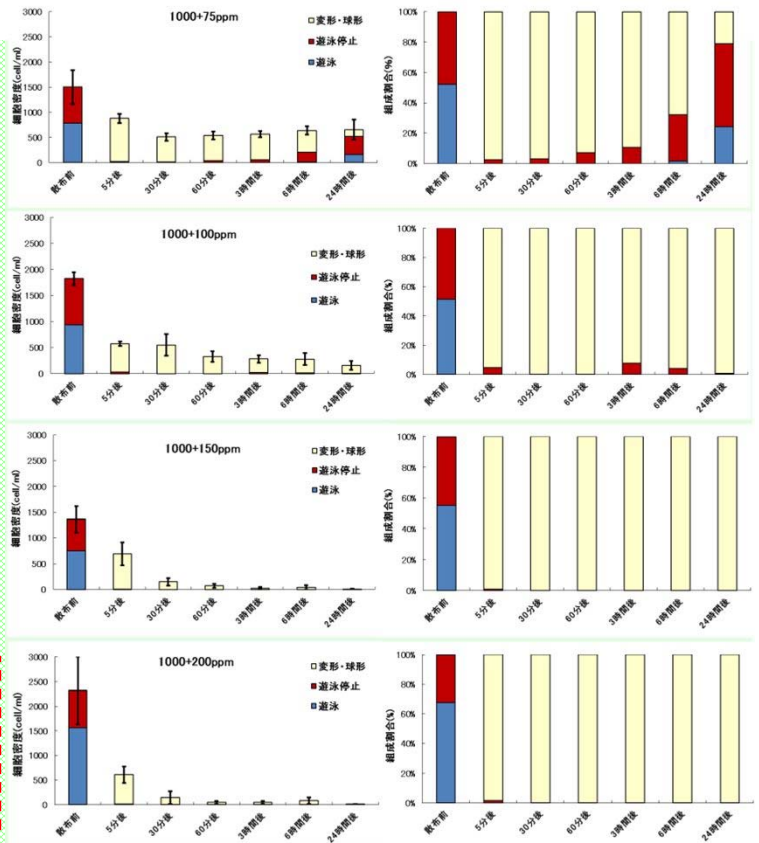 1000+75ppm
細胞密度(cell/ml)
3000
2500
2000
1500
1000
500
0
変形・球形
遊泳停止
遊泳
散布前
5分後
30分後
60分後
3時間後
6時間後
24時間後
組成割合(%)
100%
80%
60%
40%
20%
0%
散布前
5分後
30分後
60分後
3時間後
6時間後
24時間後
1000+100ppm
細胞密度(cell/ml)
3000
2500
2000
1500
1000
500
0
変形・球形
遊泳停止
遊泳
散布前
5分後
30分後
60分後
3時間後
6時間後
24時間後
組成割合(%)
100%
80%
60%
40%
20%
0%
散布前
5分後
30分後
60分後
3時間後
6時間後
24時間後
1000+150ppm
細胞密度(cell/ml)
3000
2500
2000
1500
1000
500
0
変形・球形
遊泳停止
遊泳
散布前
5分後
30分後
60分後
3時間後
6時間後
24時間後
組成割合(%)
100%
80%
60%
40%
20%
0%
散布前
5分後
30分後
60分後
3時間後
6時間後
24時間後
1000+200ppm
細胞密度(cell/ml)
3000
2500
2000
1500
1000
500
0
変形・球形
遊泳停止
遊泳
散布前
5分後
30分後
60分後
3時間後
6時間後
24時間後
組成割合(%)
100%
80%
60%
40%
20%
0%
散布前
5分後
30分後
60分後
3時間後
6時間後
24時間後